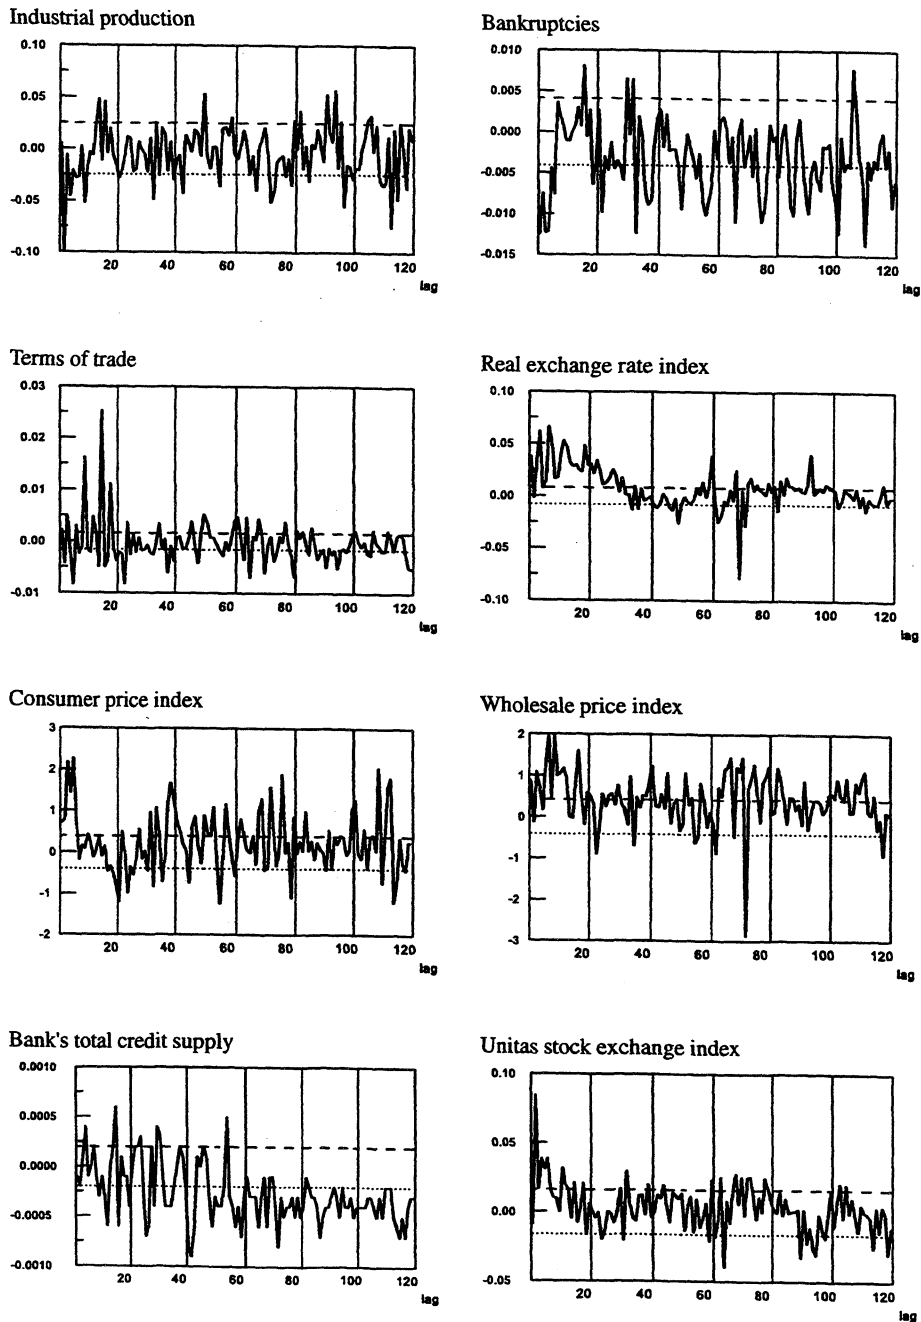 Industrial production
0.10
0.05
0.00
-0.05
-0.10
20 40 60 80 100 120
lag
Bankruptcies
0.010
0.005
0.000
-0.005
-0.010
-0.015
20 40 60 80 100 120
lag
Terms of trade
0.03
0.02
0.01
0.00
-0.01
20 40 60 80 100 120
lag
Real exchange rate index
0.10
0.05
0.00
-0.05
-0.10
20 40 60 80 100 120
lag
Consumer price index
3
2
1
0
-1
-2
20 40 60 80 100 120
lag
Wholesale price index
2
1
0
-1
-2
-3
20 40 60 80 100 120
lag
Bank's total credit supply
0.0010
0.0005
0.0000
-0.0005
-0.0010
20 40 60 80 100 120
lag
Unitas stock exchange index
0.10
0.05
0.00
-0.05
20 40 60 80 100 120
lag